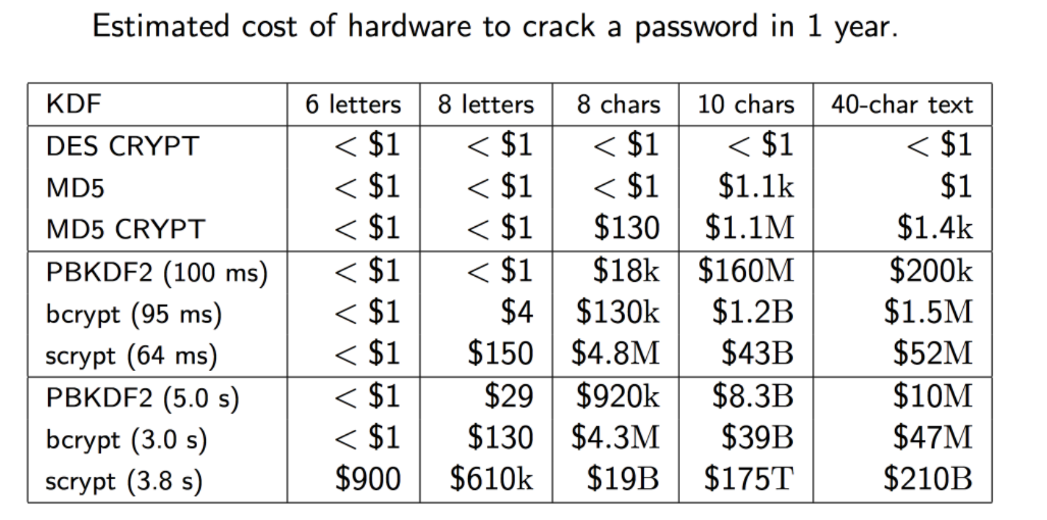 Estimated cost of hardware to crack a password in 1 year.
KDF 6 letters 8 letters 8 chars 10 chars 40-char text
DES CRYPT < $1 < $1 < $1 < $1 < $1
MD5 < $1 < $1 < $1 $1.1k $1
MD5 CRYPT < $1 < $1 $130 $1.1M $1.4k
PBKDF2 (100 ms) < $1 < $1 $18k $160M $200k
bcrypt (95 ms) < $1 $4 $130k $1.2B $1.5M
scrypt (64 ms) < $1 $150 $4.8M $43B $52M
PBKDF2 (5.0 s) < $1 $29 $920k $8.3B $10M
bcrypt (3.0 s) < $1 $130 $4.3M $39B $47M
scrypt (3.8 s) $900 $610k $19B $175T $210B